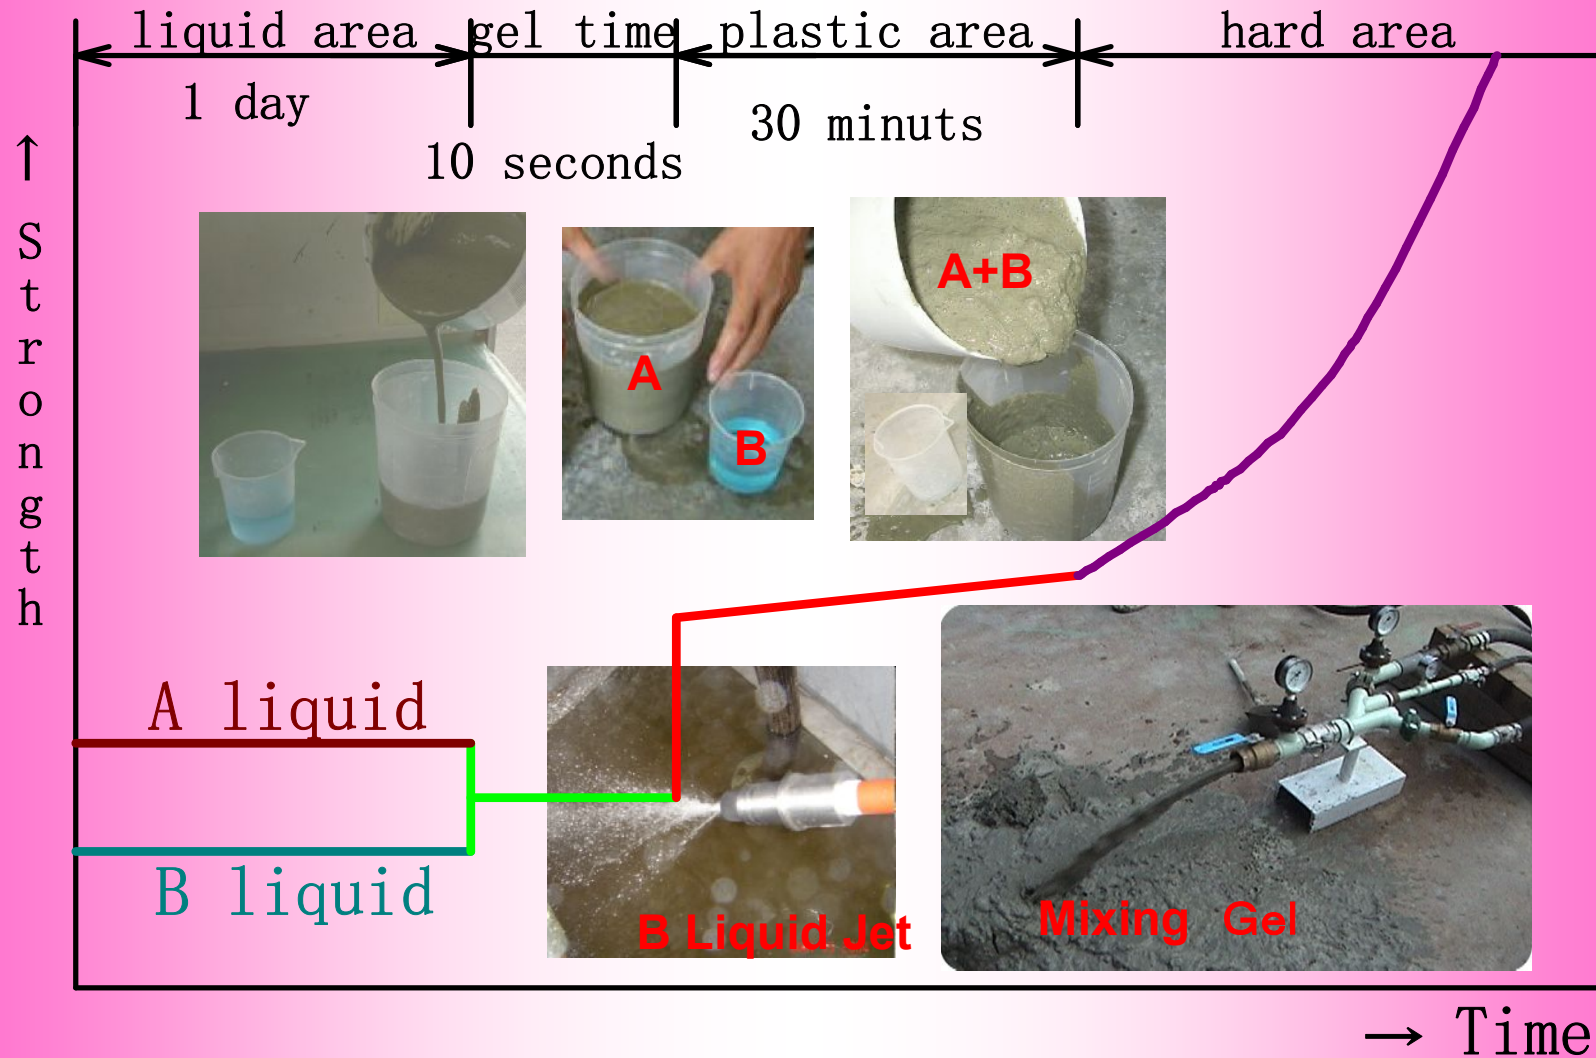 liquid area
gel time
plastic area
hard area
1 day
10 seconds
30 minuts
↑ Strongth
A
B
A+B
A liquid
B liquid
B Liquid Jet
Mixing Gel
→ Time